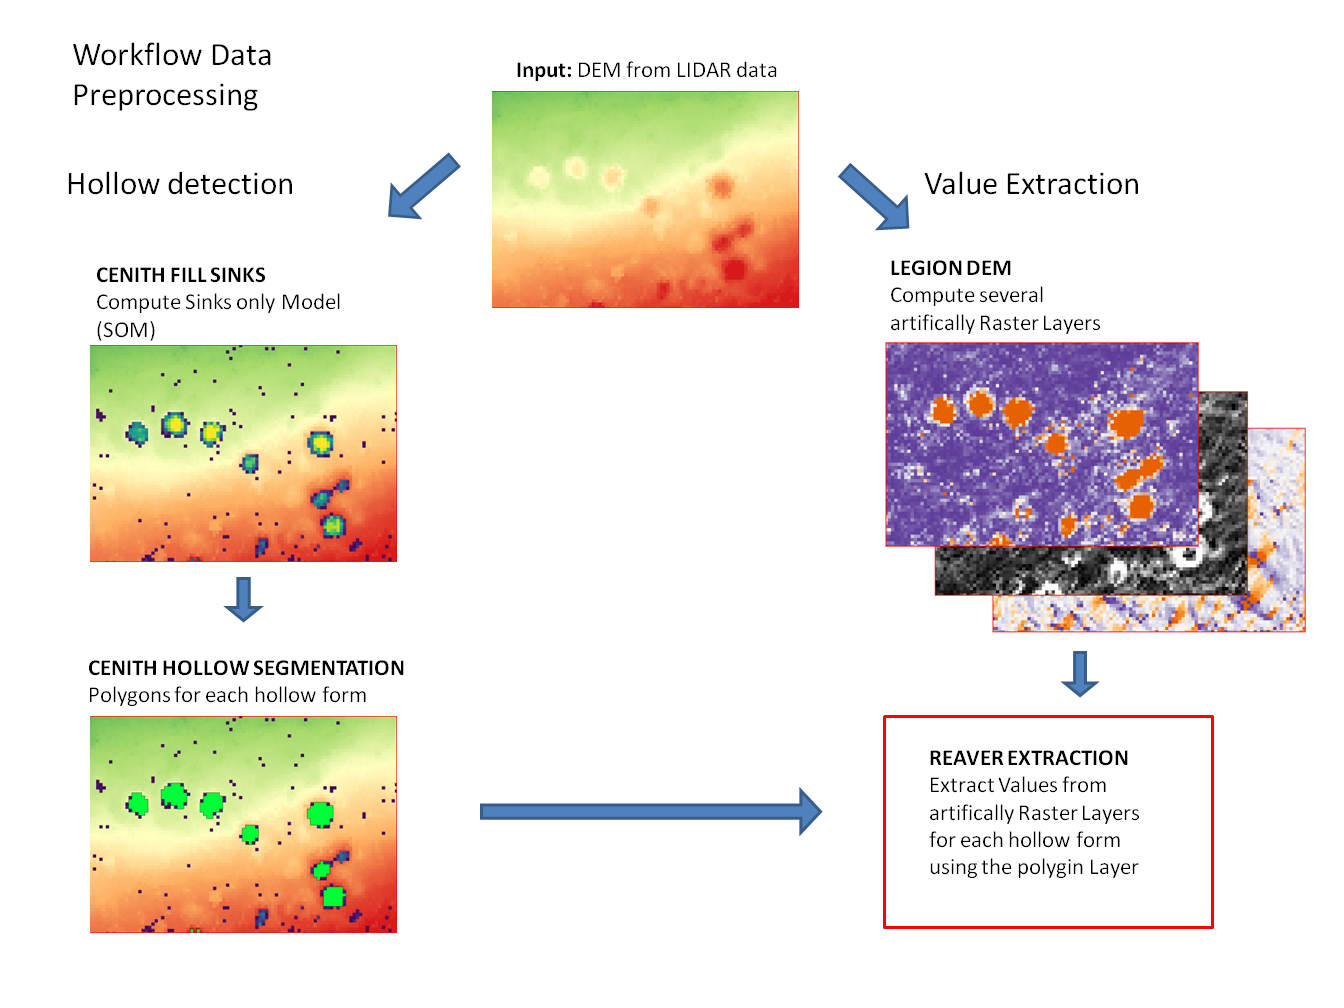 Workflow Data
Preprocessing
Input: DEM from LIDAR data
Hollow detection
Value Extraction
CENITH FILL SINKS
Compute Sinks only Model
(SOM)
LEGION DEM
Compute several
artifically Raster Layers
CENITH HOLLOW SEGMENTATION
Polygons for each hollow form
REAVER EXTRACTION
Extract Values from
artifically Raster Layers
for each hollow form
using the polygin Layer